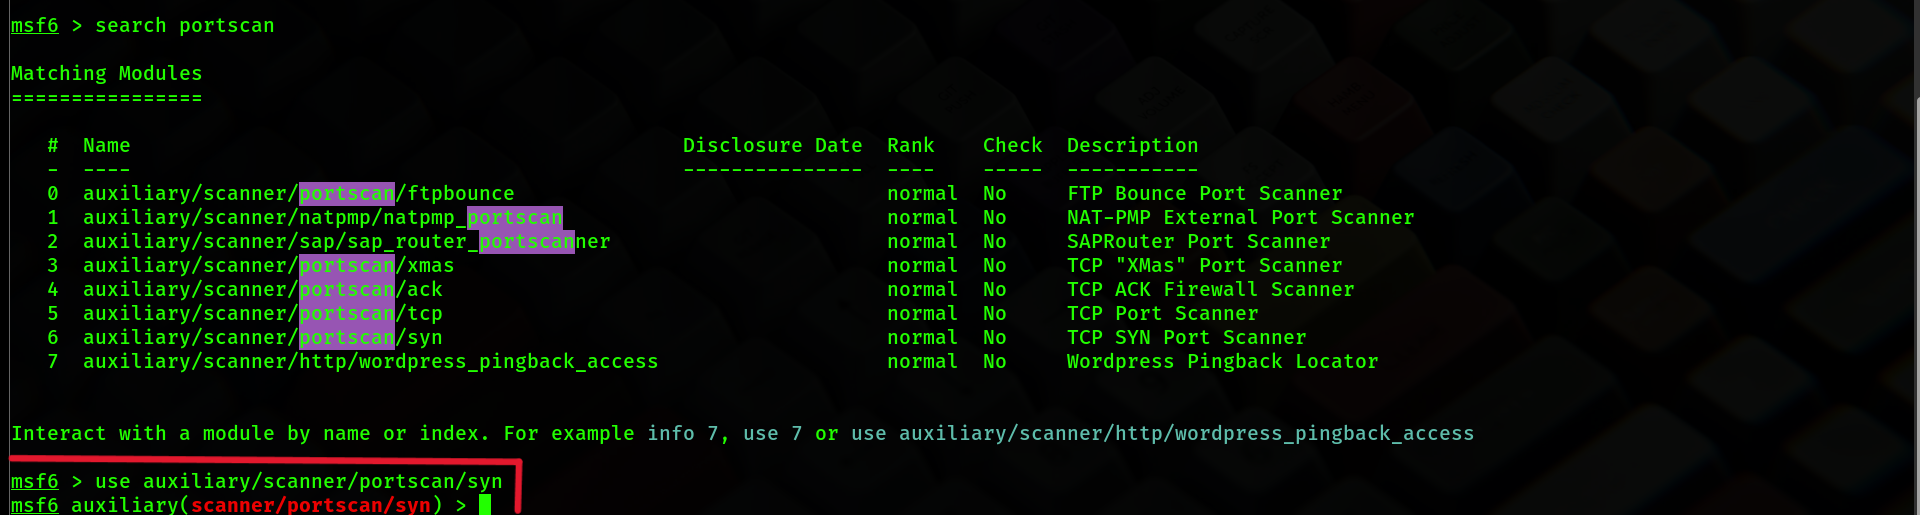 msf6 > search portscan
Matching Modules
================
# Name Disclosure Date Rank Check Description
- ---- --------------- ---- ----- -----------
0 auxiliary/scanner/portscan/ftpbounce normal No FTP Bounce Port Scanner
1 auxiliary/scanner/natpmp/natpmp_portscan normal No NAT-PMP External Port Scanner
2 auxiliary/scanner/sap/sap_router_portscanner normal No SAPRouter Port Scanner
3 auxiliary/scanner/portscan/xmas normal No TCP "XMas" Port Scanner
4 auxiliary/scanner/portscan/ack normal No TCP ACK Firewall Scanner
5 auxiliary/scanner/portscan/tcp normal No TCP Port Scanner
6 auxiliary/scanner/portscan/syn normal No TCP SYN Port Scanner
7 auxiliary/scanner/http/wordpress_pingback_access normal No Wordpress Pingback Locator
Interact with a module by name or index. For example info 7, use 7 or use auxiliary/scanner/http/wordpress_pingback_access
msf6 > use auxiliary/scanner/portscan/syn
msf6 auxiliary(scanner/portscan/syn) >